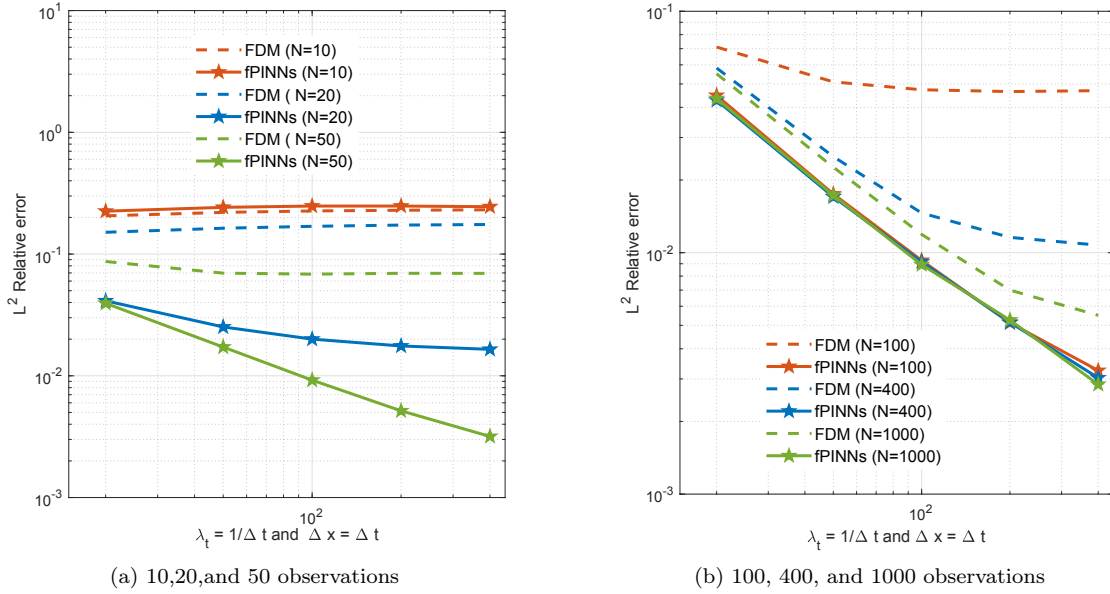 10^1
10^0
10^-1
10^-2
10^-3
L^2 Relative error
FDM (N=10)
fPINNs (N=10)
FDM ( N=20)
fPINNs (N=20)
FDM ( N=50)
fPINNs (N=50)
10^2
λ_t = 1/Δ t and Δ x = Δ t
(a) 10,20,and 50 observations
10^-1
10^-2
10^-3
L^2 Relative error
FDM (N=100)
fPINNs (N=100)
FDM (N=400)
fPINNs (N=400)
FDM (N=1000)
fPINNs (N=1000)
10^2
λ_t = 1/Δ t and Δ x = Δ t
(b) 100, 400, and 1000 observations